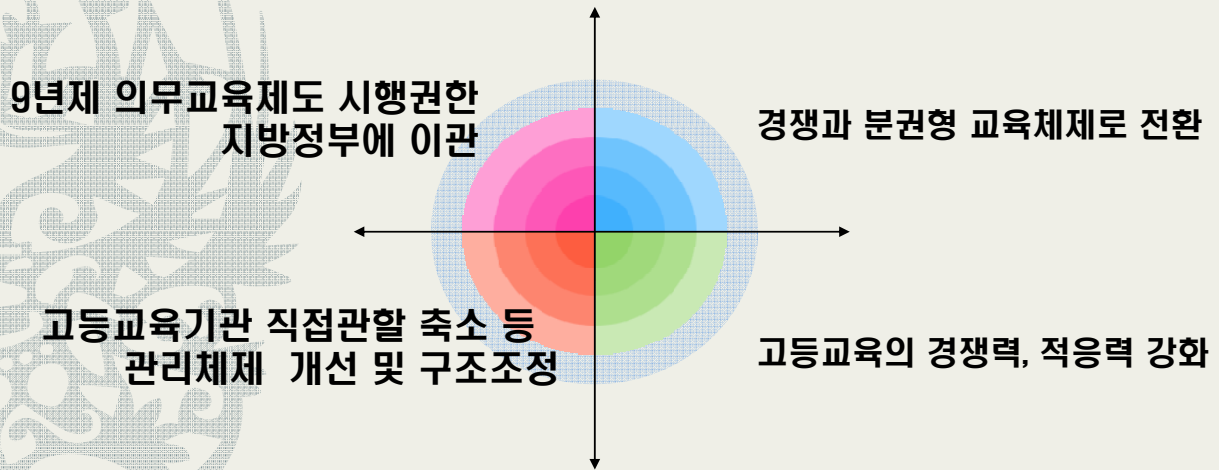 9년제 의무교육제도 시행권한
지방정부에 이관
경쟁과 분권형 교육체제로 전환
고등교육기관 직접관할 축소 등
관리체제 개선 및 구조조정
고등교육의 경쟁력, 적응력 강화